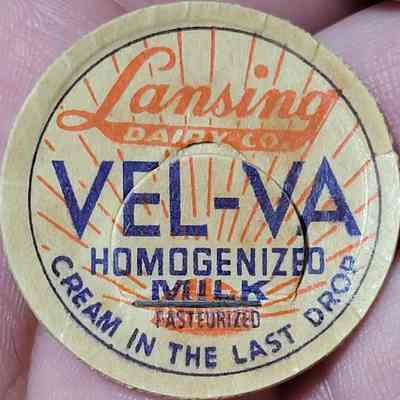 Lansing
DAIRY CO.
VEL-VA
HOMOGENIZED
MILK
PASTEURIZED
CREAM IN THE LAST DROP